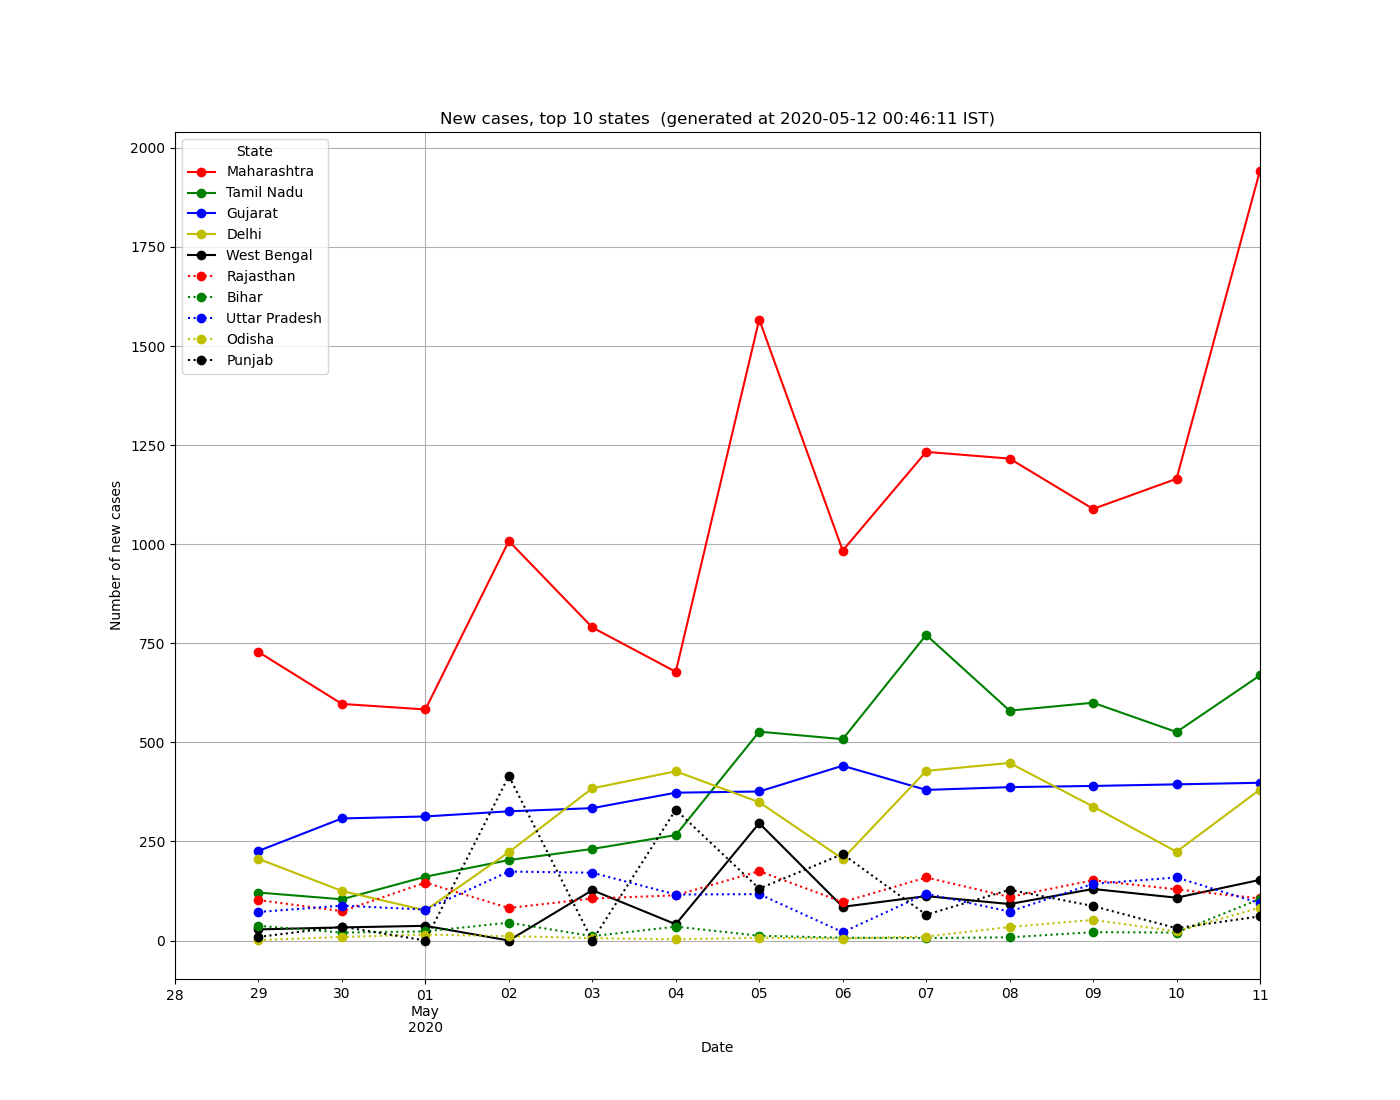 New cases, top 10 states  (generated at 2020-05-12 00:46:11 IST)
State
Maharashtra
Tamil Nadu
Gujarat
Delhi
West Bengal
Rajasthan
Bihar
Uttar Pradesh
Odisha
Punjab
2000
1750
1500
1250
1000
750
500
250
0
Number of new cases
28 29 30 01 02 03 04 05 06 07 08 09 10 11
May
2020
Date